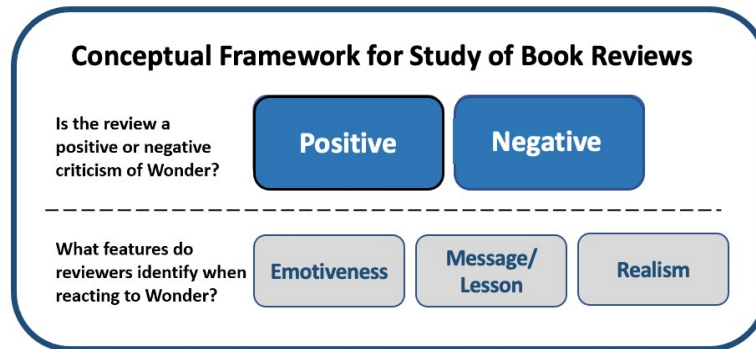 Conceptual Framework for Study of Book Reviews
Is the review a
positive or negative
criticism of Wonder?
Positive
Negative
What features do
reviewers identify when
reacting to Wonder?
Emotiveness
Message/
Lesson
Realism